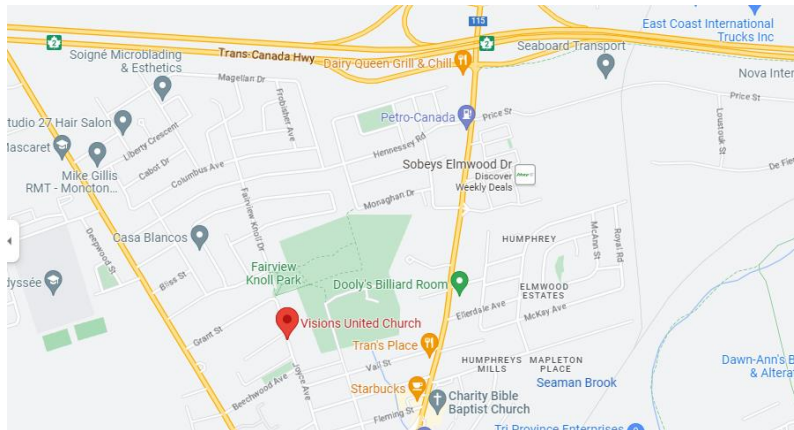 115
East Coast International
Trucks Inc
2
2
Trans-Canada Hwy
Seaboard Transport
Soigné Microblading
& Esthetics
Dairy Queen Grill & Chill
Nova Inter
Magellan Dr
Frobisher Ave
Price St
Petro-Canada
Price St
tudio 27 Hair Salon
Loustouk St
Liberty Crescent
Hennessey Rd
Mascaret
Cabot Dr
Sobeys Elmwood Dr
Discover
Weekly Deals
De Fie
Mike Gillis
RMT - Moncton...
Columbus Ave
Monaghan Dr
Fairview Knoll Dr
Casa Blancos
HUMPHREY
McAnn St
Royal Rd
Deepwood St
Fairview
Knoll Park
dyssée
Bliss St
Dooly's Billiard Room
ELMWOOD
ESTATES
Ellerdale Ave
McKay Ave
Visions United Church
Grant St
Tran's Place
Vail St
HUMPHREYS
MILLS
MAPLETON
PLACE
Dawn-Ann's B
& Alterat
Joyce Ave
Beechwood Ave
Starbucks
Seaman Brook
Charity Bible
Baptist Church
Fleming St
Tri Province Enterprises